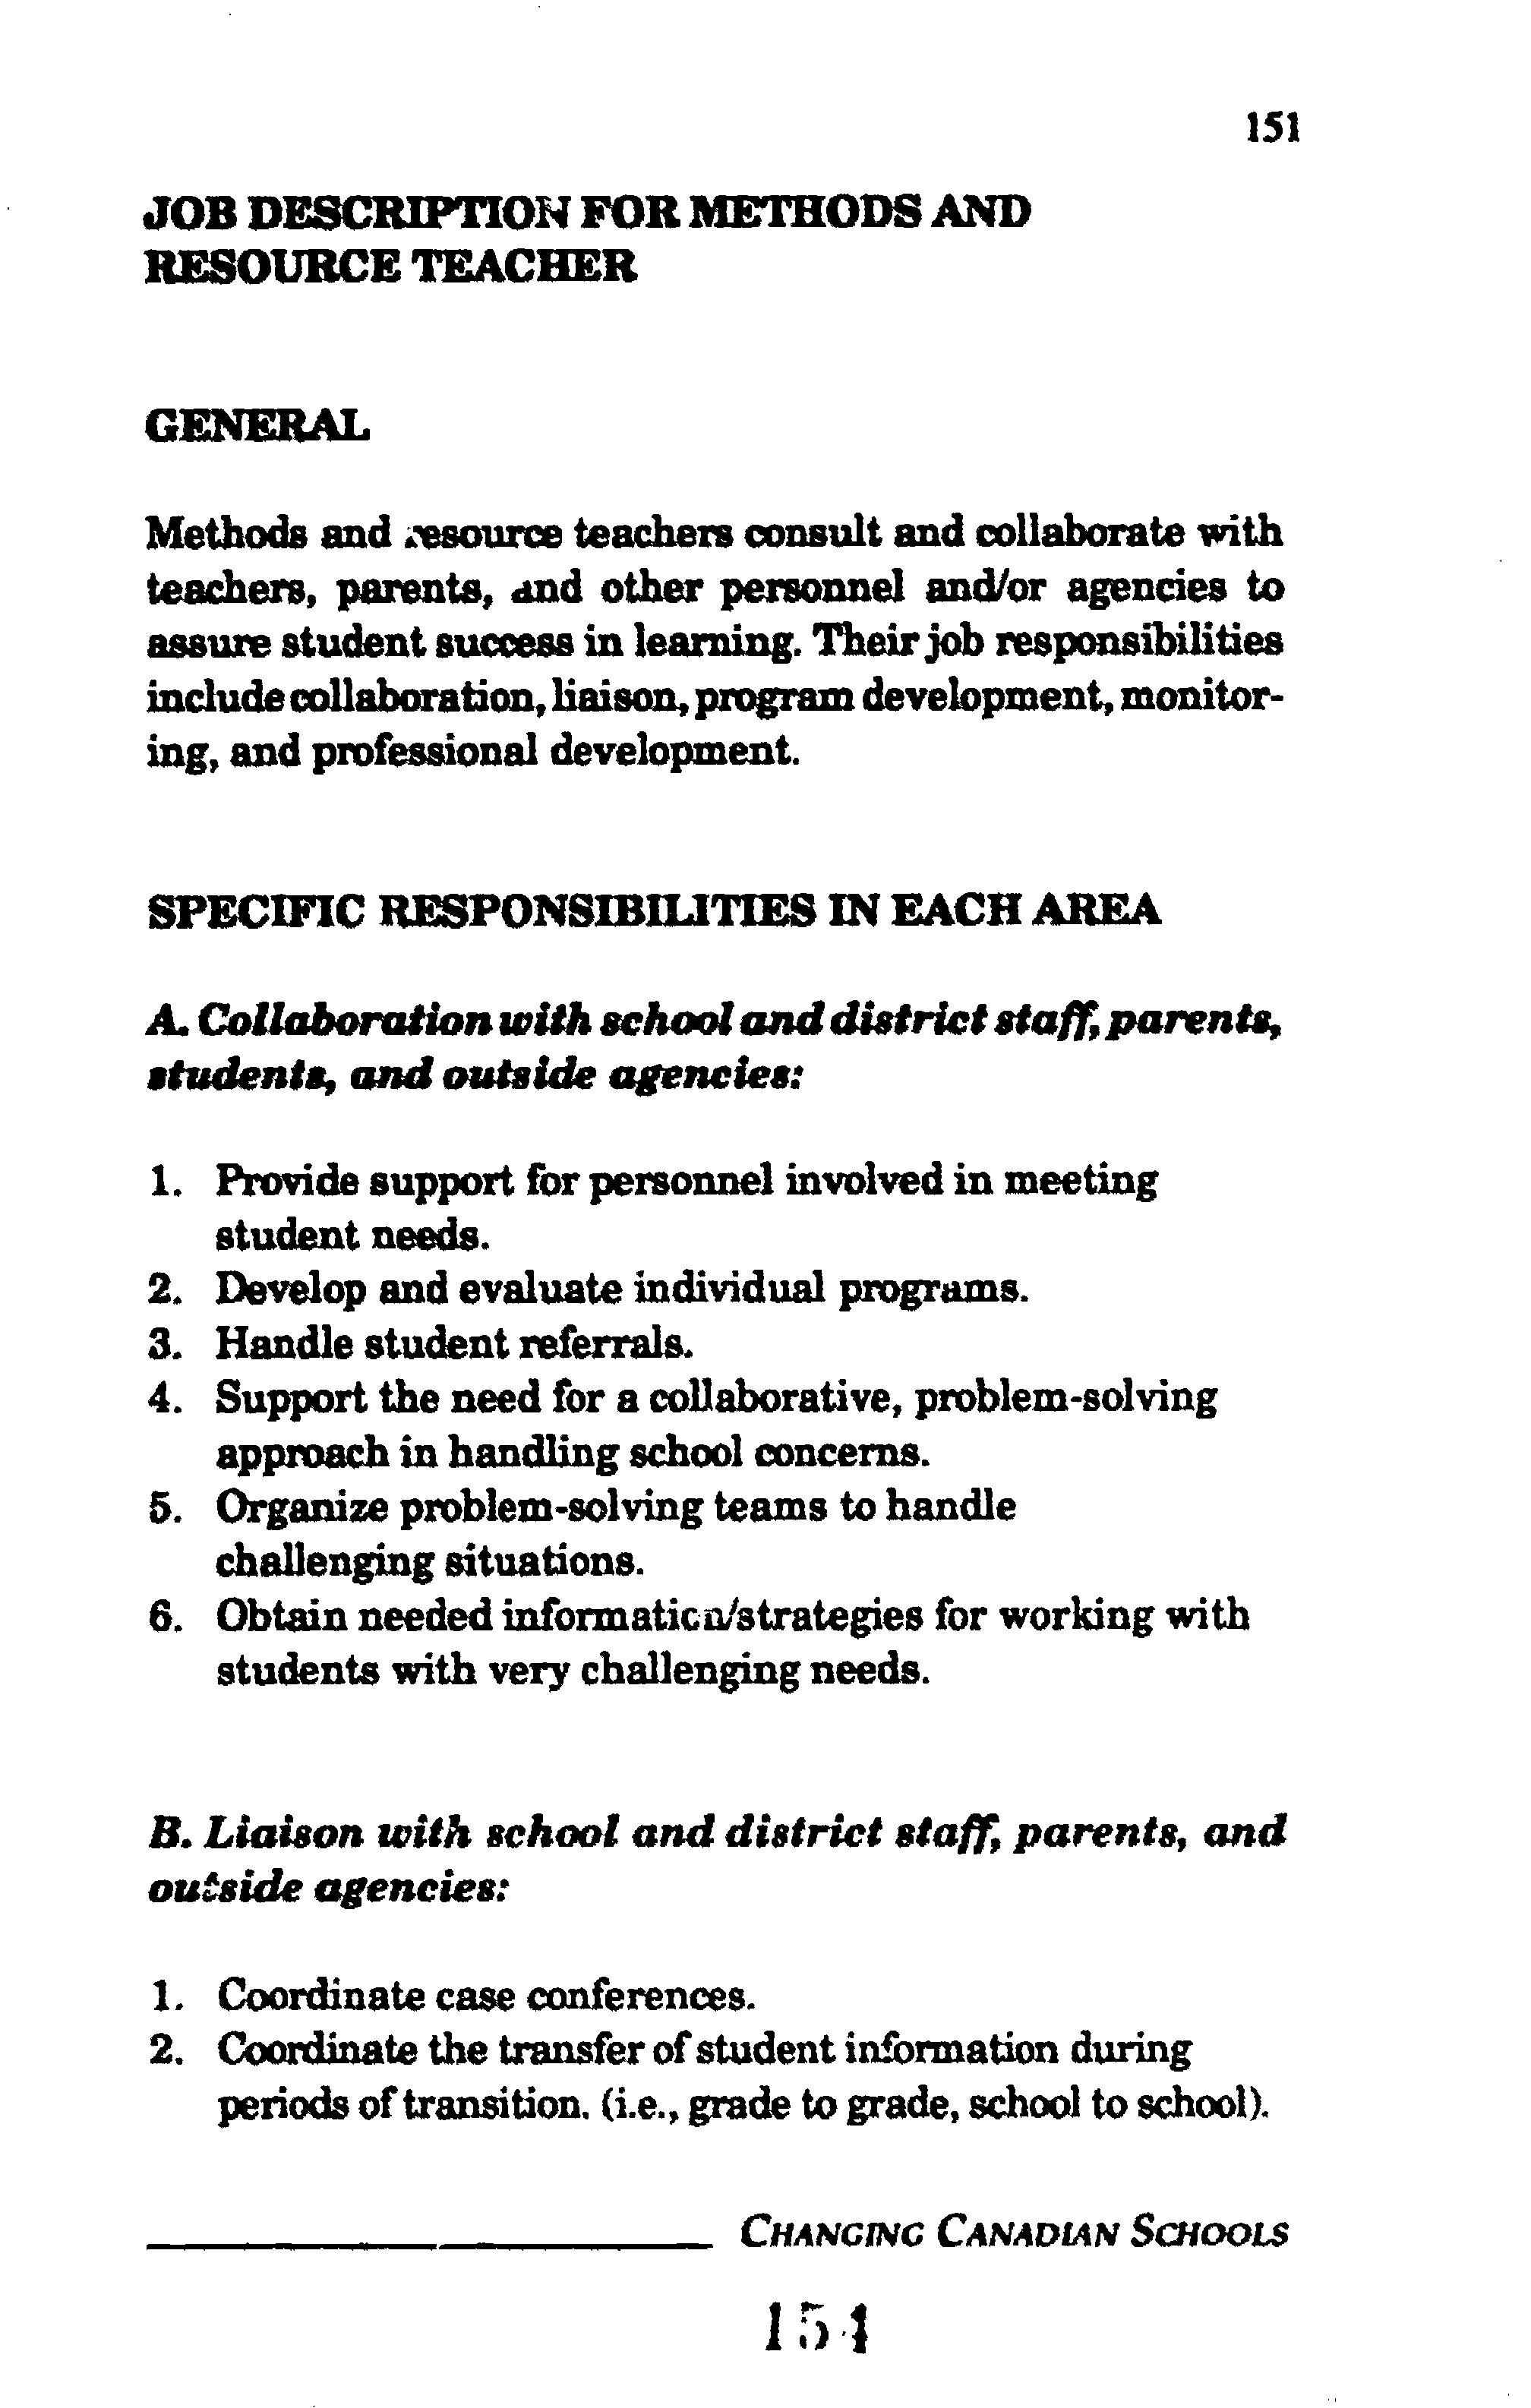 151
JOB DESCRIPTION FOR METHODS AND
RESOURCE TEACHER
GENERAL
Methods and resource teachers consult and collaborate with
teachers, parents, and other personnel and/or agencies to
assure student success in learning. Their job responsibilities
include collaboration, liaison, program development, monitor-
ing, and professional development.
SPECIFIC RESPONSIBILITIES IN EACH AREA
A. Collaboration with school and district staff, parents,
students, and outside agencies:
1. Provide support for personnel involved in meeting
student needs.
2. Develop and evaluate individual programs.
3. Handle student referrals.
4. Support the need for a collaborative, problem-solving
approach in handling school concerns.
5. Organize problem-solving teams to handle
challenging situations.
6. Obtain needed information/strategies for working with
students with very challenging needs.
B. Liaison with school and district staff, parents, and
outside agencies:
1. Coordinate case conferences.
2. Coordinate the transfer of student information during
periods of transition. (i.e., grade to grade, school to school).
CHANGING CANADIAN SCHOOLS
154